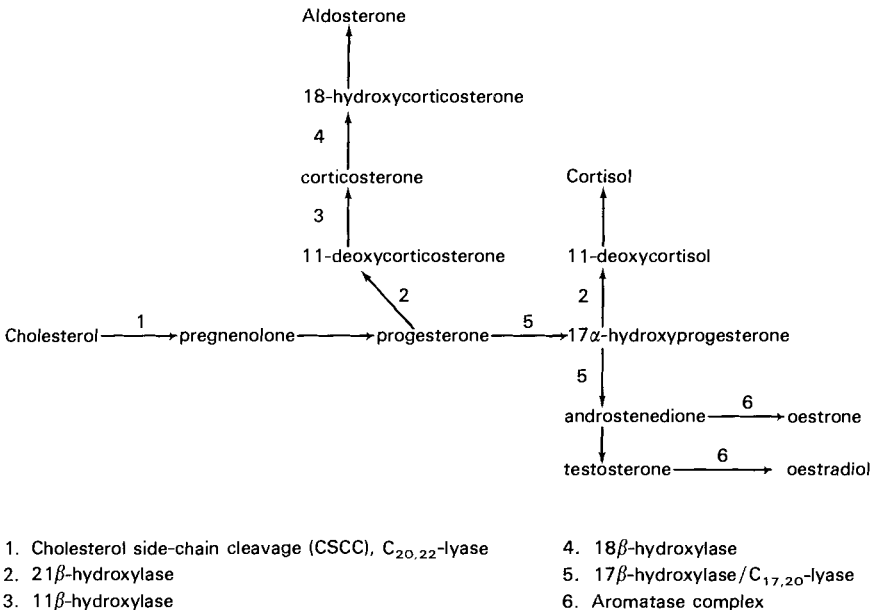 Aldosterone
18-hydroxycorticosterone
4
corticosterone Cortisol
3
11-deoxycorticosterone 11-deoxycortisol
2 2
1 5
Cholesterol pregnenolone progesterone 17α-hydroxyprogesterone
5
6
androstenedione oestrone
6
testosterone oestradiol
1. Cholesterol side-chain cleavage (CSCC), C20,22-lyase
2. 21β-hydroxylase
3. 11β-hydroxylase
4. 18β-hydroxylase
5. 17β-hydroxylase/C17,20-lyase
6. Aromatase complex